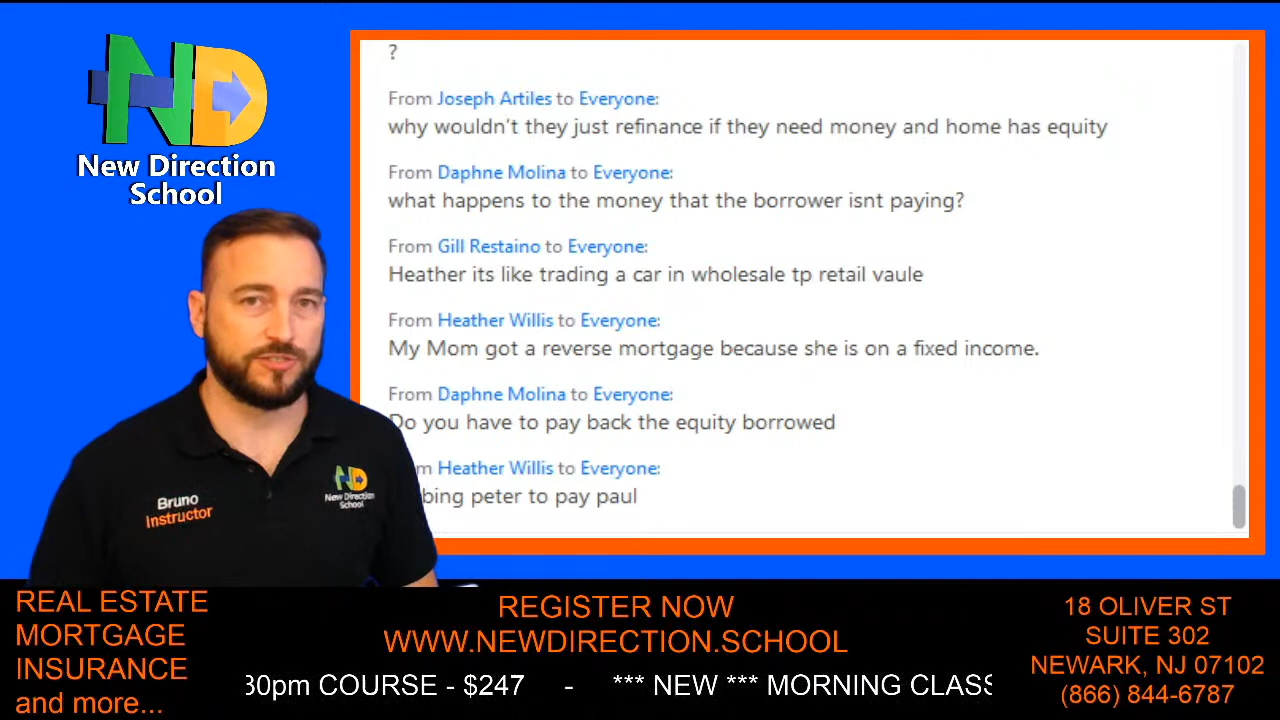 ND
New Direction
School
?
From Joseph Artiles to Everyone:
why wouldn't they just refinance if they need money and home has equity
From Daphne Molina to Everyone:
what happens to the money that the borrower isnt paying?
From Gill Restaino to Everyone:
Heather its like trading a car in wholesale tp retail vaule
From Heather Willis to Everyone:
My Mom got a reverse mortgage because she is on a fixed income.
From Daphne Molina to Everyone:
Do you have to pay back the equity borrowed
Heather Willis to Everyone:
peter to pay paul
Bruno
Instructor
ND
New Direction
School
REAL ESTATE
MORTGAGE
INSURANCE
and more...
REGISTER NOW
WWW.NEWDIRECTION.SCHOOL
30pm COURSE - $247 - *** NEW *** MORNING CLASS
18 OLIVER ST
SUITE 302
NEWARK, NJ 07102
(866) 844-6787